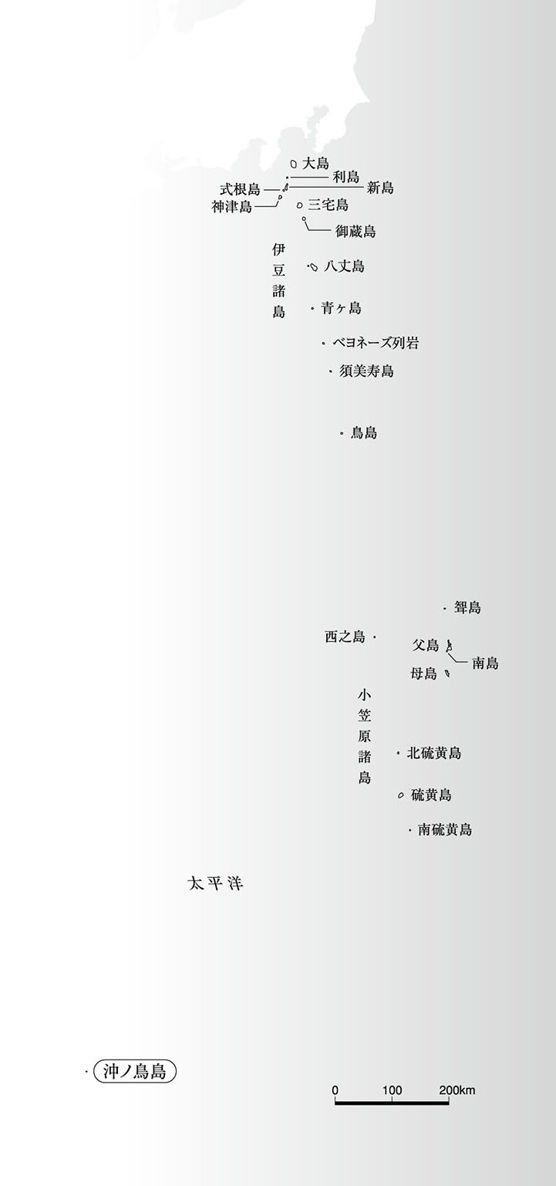 大島
利島
式根島
新島
神津島
三宅島
御蔵島
伊豆諸島
八丈島
青ヶ島
ベヨネーズ列岩
須美寿島
鳥島
聟島
西之島
父島
南島
母島
小笠原諸島
北硫黄島
硫黄島
南硫黄島
太平洋
沖ノ鳥島
0 100 200km